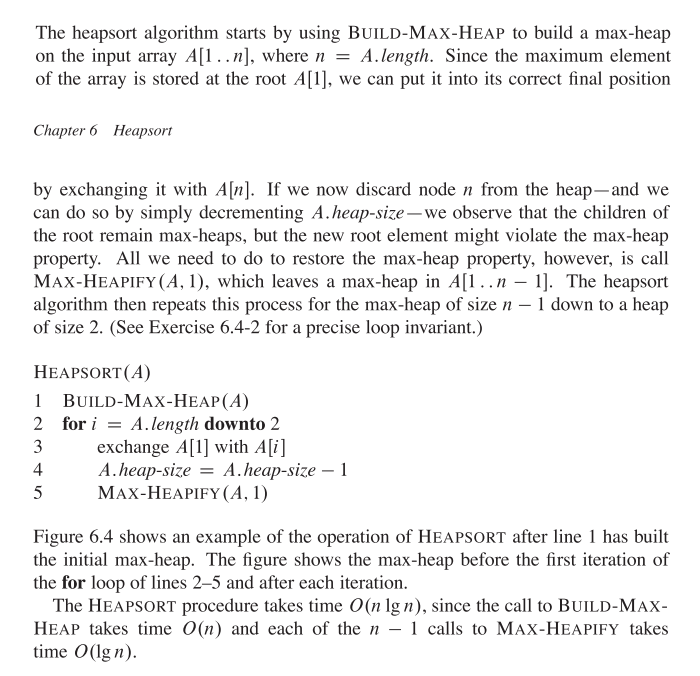 The heapsort algorithm starts by using BUILD-MAX-HEAP to build a max-heap
on the input array A[1..n], where n = A.length. Since the maximum element
of the array is stored at the root A[1], we can put it into its correct final position
Chapter 6 Heapsort
by exchanging it with A[n]. If we now discard node n from the heap—and we
can do so by simply decrementing A.heap-size—we observe that the children of
the root remain max-heaps, but the new root element might violate the max-heap
property. All we need to do to restore the max-heap property, however, is call
MAX-HEAPIFY(A, 1), which leaves a max-heap in A[1..n − 1]. The heapsort
algorithm then repeats this process for the max-heap of size n − 1 down to a heap
of size 2. (See Exercise 6.4-2 for a precise loop invariant.)
HEAPSORT(A)
1 BUILD-MAX-HEAP(A)
2 for i = A.length downto 2
3 exchange A[1] with A[i]
4 A.heap-size = A.heap-size − 1
5 MAX-HEAPIFY(A, 1)
Figure 6.4 shows an example of the operation of HEAPSORT after line 1 has built
the initial max-heap. The figure shows the max-heap before the first iteration of
the for loop of lines 2–5 and after each iteration.
The HEAPSORT procedure takes time O(n lg n), since the call to BUILD-MAX-
HEAP takes time O(n) and each of the n − 1 calls to MAX-HEAPIFY takes
time O(lg n).